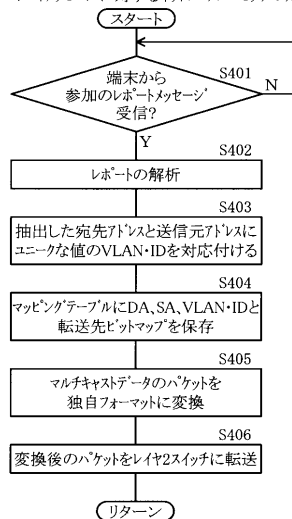 スタート
端末から
参加のレポートメッセージ
受信?
S401
N
Y
S402
レポートの解析
S403
抽出した宛先アドレスと送信元アドレスに
ユニークな値のVLAN・IDを対応付ける
S404
マッピングテーブルにDA、SA、VLAN・IDと
転送先ビットマップを保存
S405
マルチキャストデータのパケットを
独自フォーマットに変換
S406
変換後のパケットをレイヤ2スイッチに転送
リターン